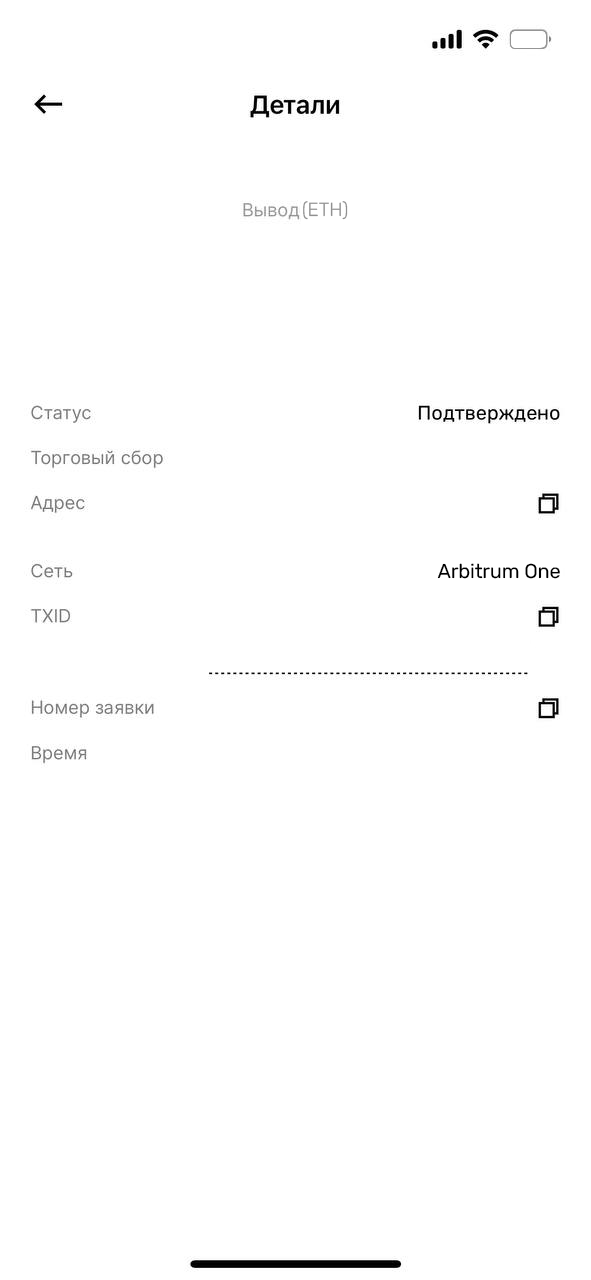 Детали
Вывод(ETH)
Статус Подтверждено
Торговый сбор
Адрес
Сеть Arbitrum One
TXID
Номер заявки
Время